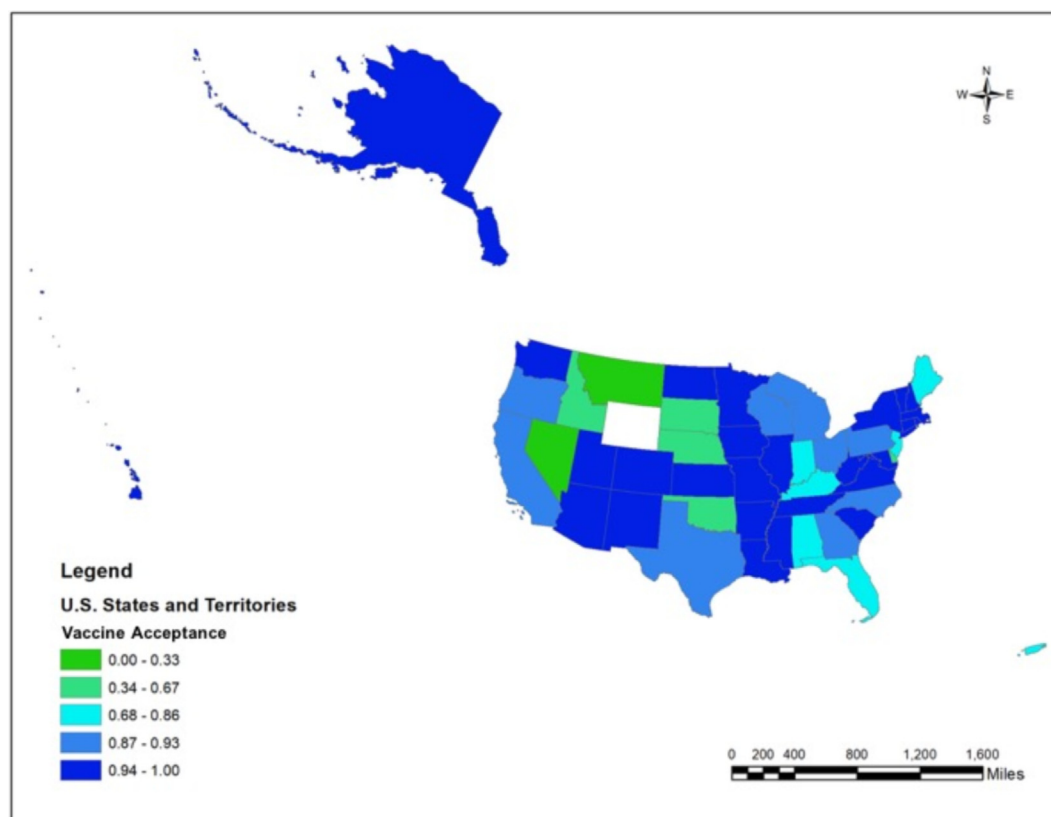 N
W E
S
Legend
U.S. States and Territories
Vaccine Acceptance
0.00 - 0.33
0.34 - 0.67
0.68 - 0.86
0.87 - 0.93
0.94 - 1.00
0 200 400 800 1,200 1,600
Miles